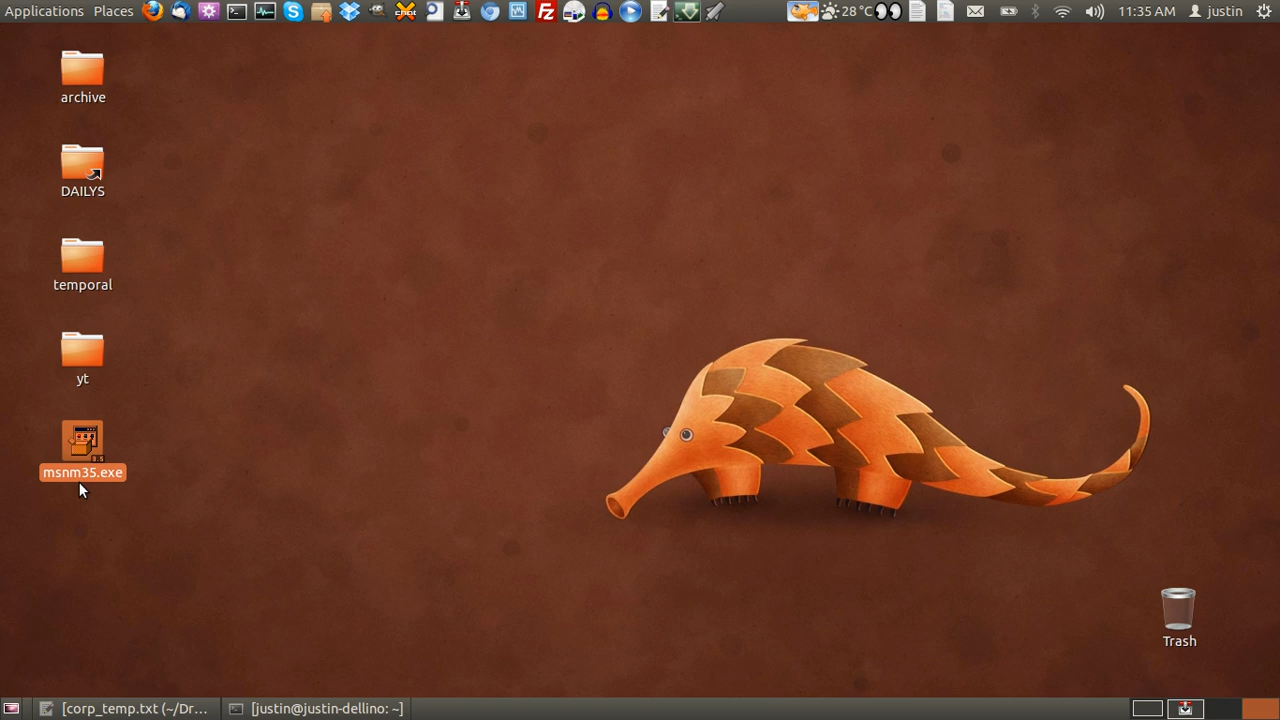 Applications Places 28 °C 11:35 AM justin
archive
DAILYS
temporal
yt
msnm35.exe
Trash
[corp_temp.txt (~/Dr... [justin@justin-dellino: ~]